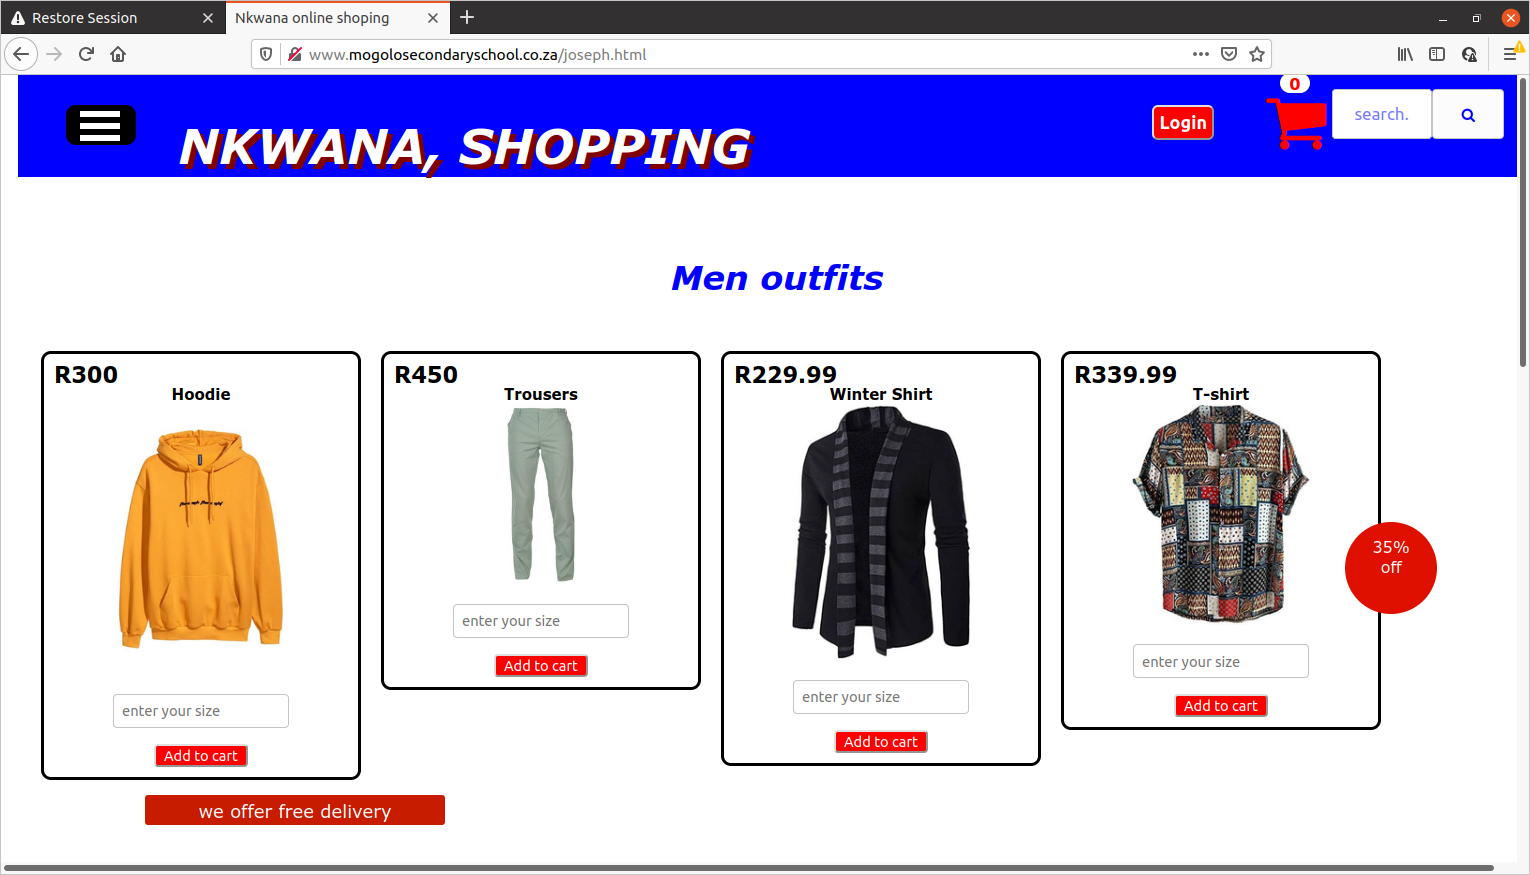 Restore Session
Nkwana online shoping
www.mogolosecondaryschool.co.za/joseph.html
0
NKWANA, SHOPPING
Login
search.
Men outfits
R300
Hoodie
enter your size
Add to cart
R450
Trousers
enter your size
Add to cart
R229.99
Winter Shirt
enter your size
Add to cart
R339.99
T-shirt
enter your size
Add to cart
35%
off
we offer free delivery